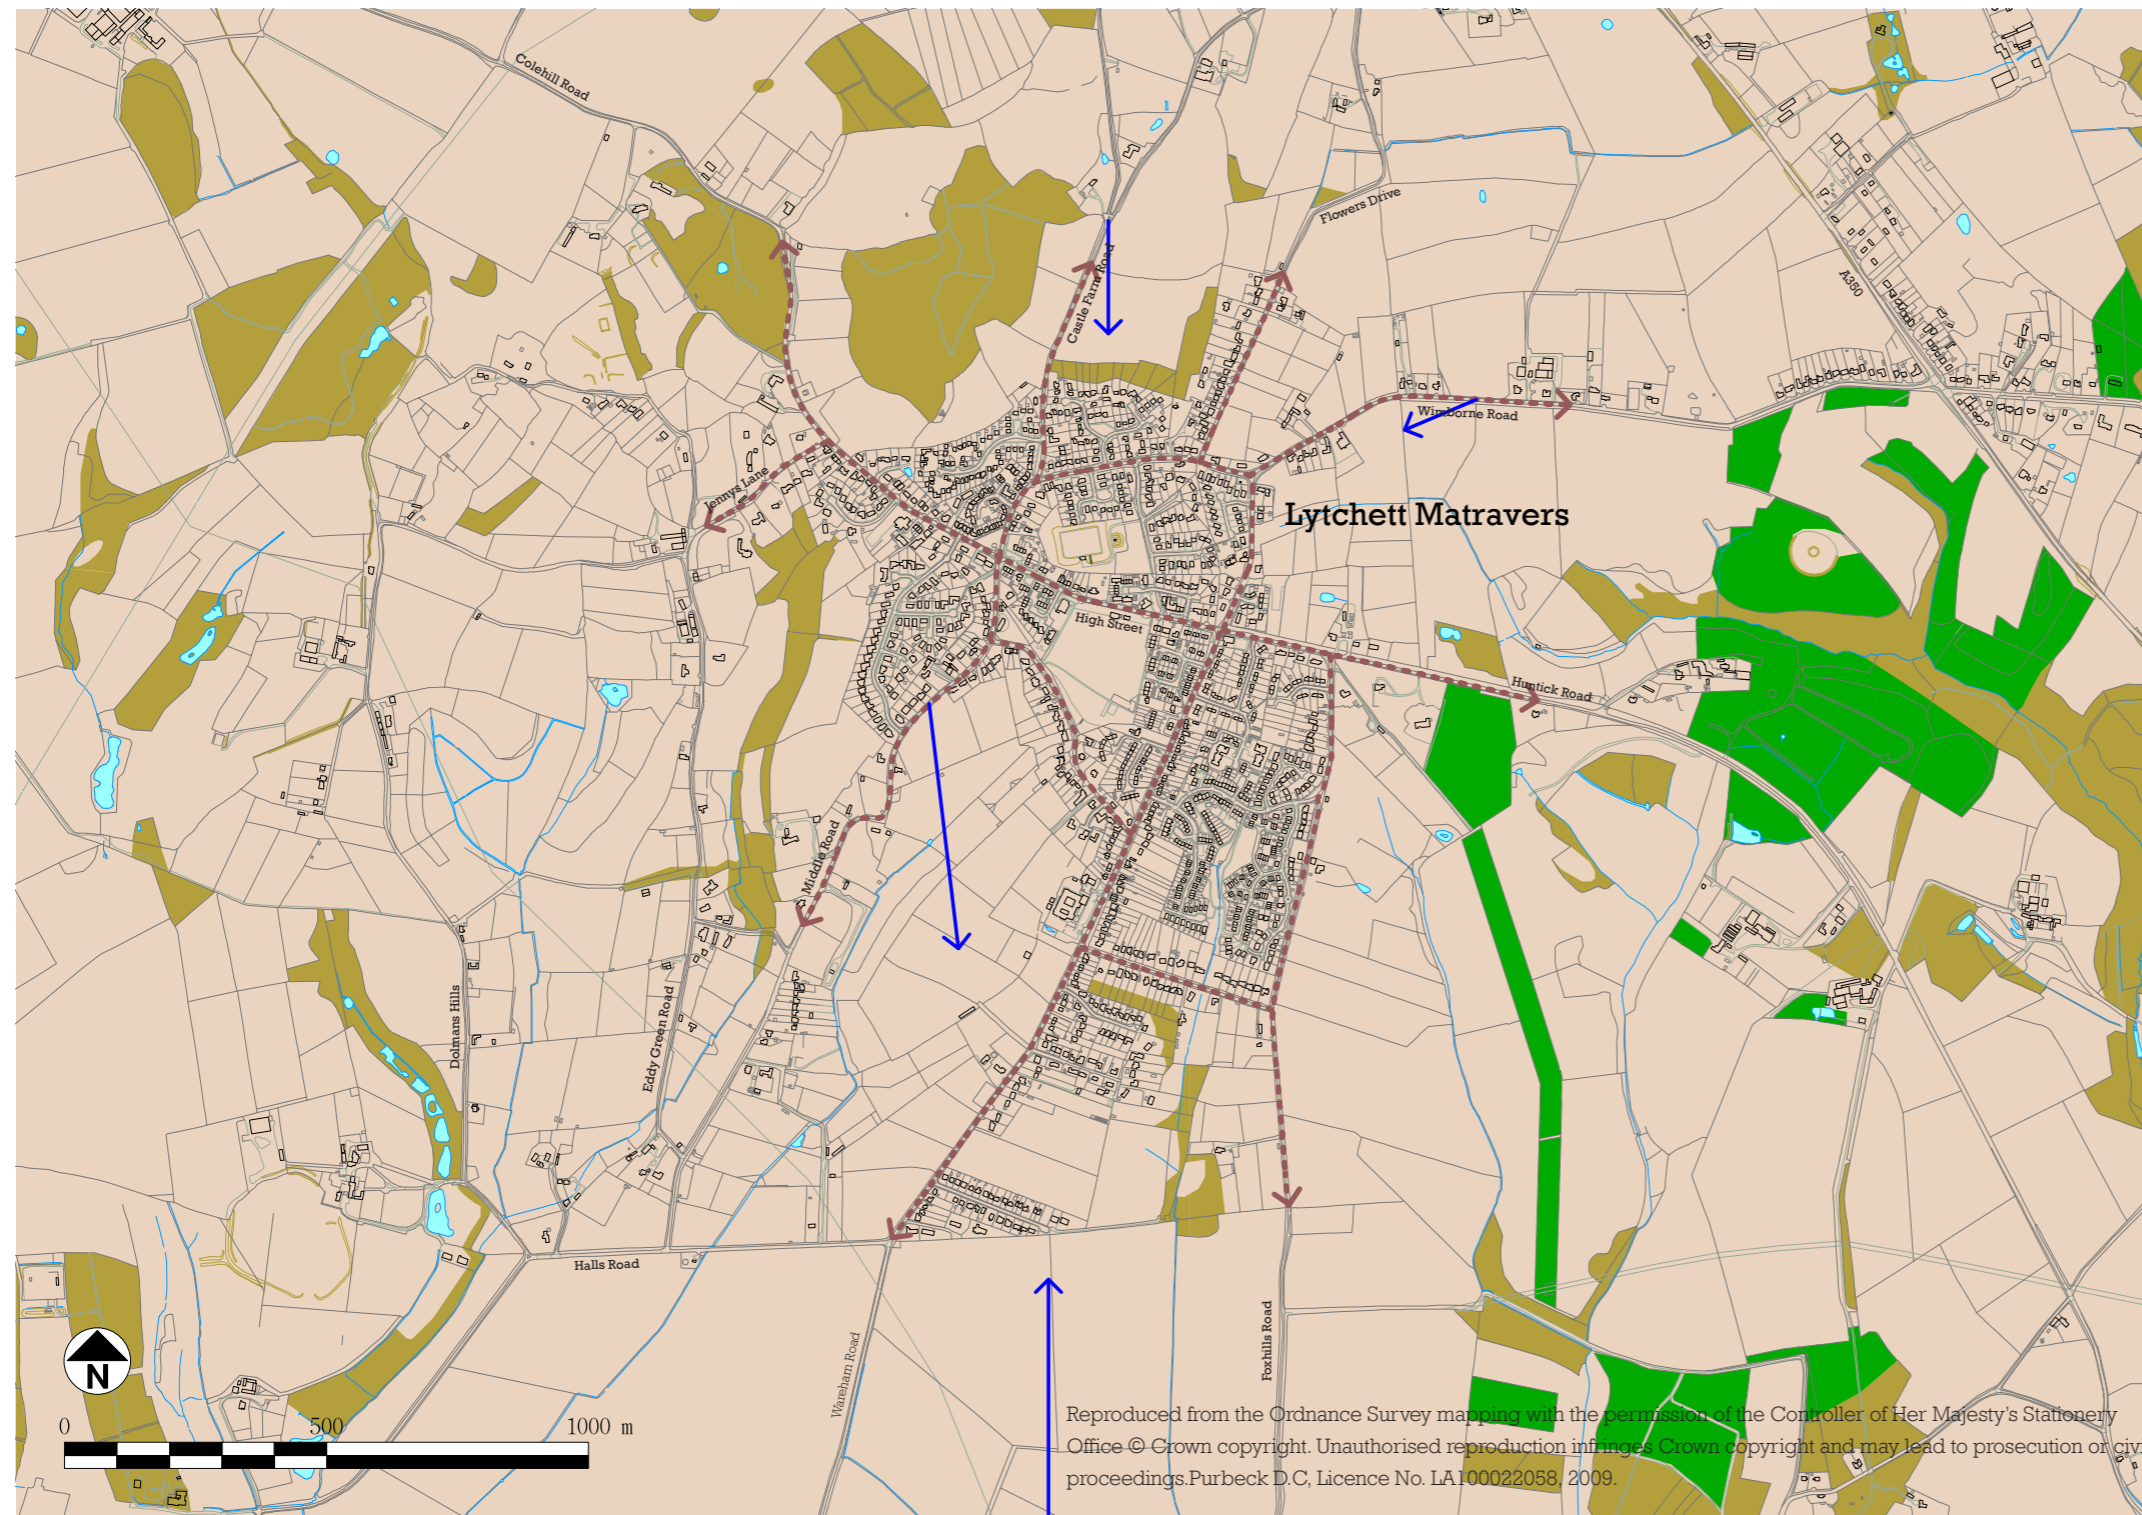 Colehill Road
Flowers Drive
Castle Farm Road
A350
Wimborne Road
Jennys Lane
Lytchett Matravers
High Street
Huntick Road
Middle Road
Dolmans Hills
Eddy Green Road
Halls Road
Foxhills Road
Wareham Road
N
0 500 1000 m
Reproduced from the Ordnance Survey mapping with the permission of the Controller of Her Majesty's Stationery
Office © Crown copyright. Unauthorised reproduction infringes Crown copyright and may lead to prosecution or
proceedings.Purbeck D.C, Licence No. LA100022058, 2009.